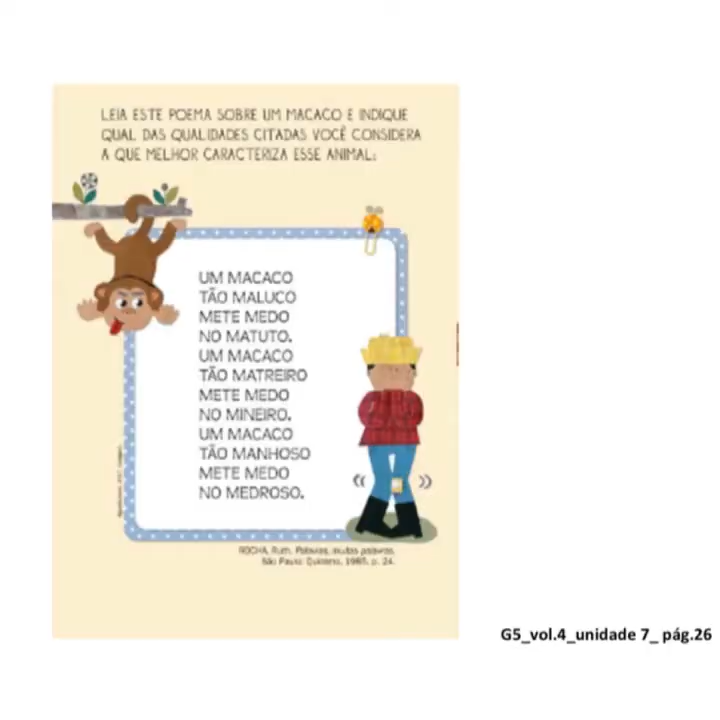 LEIA ESTE POEMA SOBRE UM MACACO E INDIQUE
QUAL DAS QUALIDADES CITADAS VOCÊ CONSIDERA
A QUE MELHOR CARACTERIZA ESSE ANIMAL:
UM MACACO
TÃO MALUCO
METE MEDO
NO MATUTO.
UM MACACO
TÃO MATREIRO
METE MEDO
NO MINEIRO.
UM MACACO
TÃO MANHOSO
METE MEDO
NO MEDROSO.
ROCHA, Ruth. Palavras, muitas palavras.
São Paulo: Quinteto, 1985. p. 24.
G5_vol.4_unidade 7_ pág.26